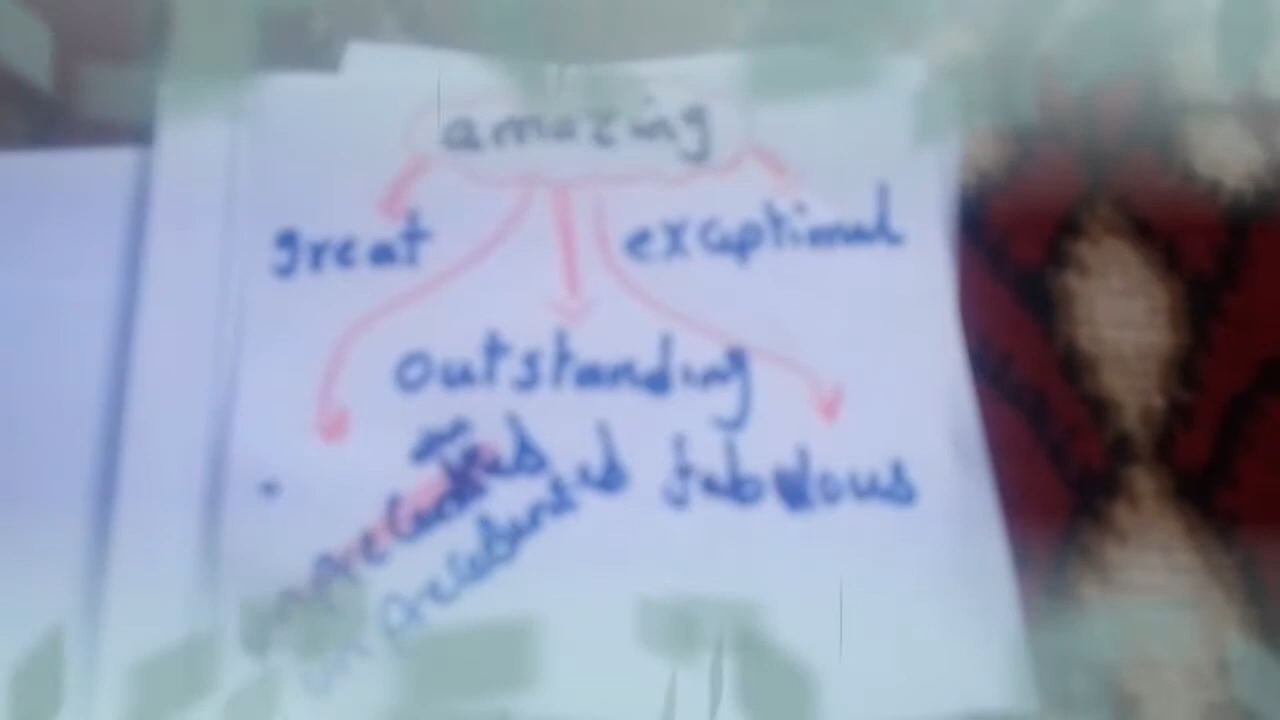 amazing
great
exceptional
outstanding
fabulous